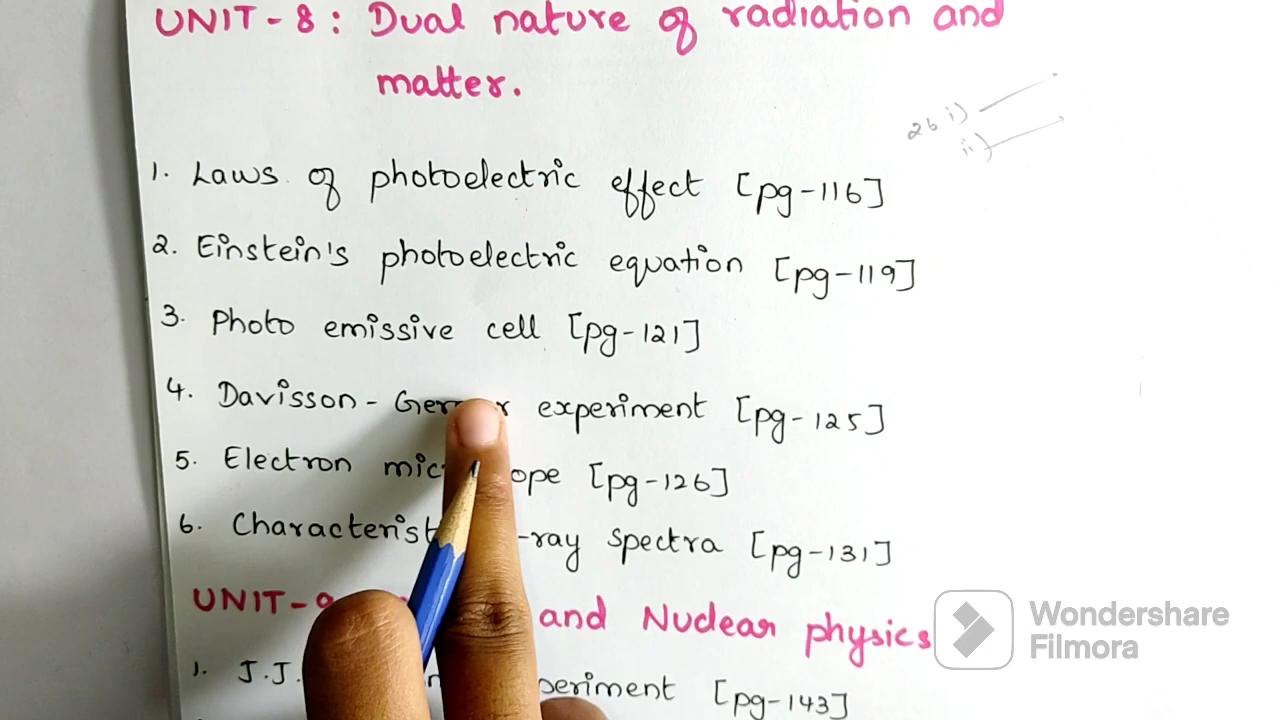 UNIT - 8 : Dual nature of radiation and
matter.
26 i)
ii)
1. Laws of photoelectric effect [pg-116]
2. Einstein's photoelectric equation [pg-119]
3. Photo emissive cell [pg-121]
4. Davisson - experiment [pg-125]
5. Electron [pg-126]
6. -ray spectra [pg-131]
UNIT - and Nuclear physics
1. J.J. [pg-143]
Wondershare
Filmora